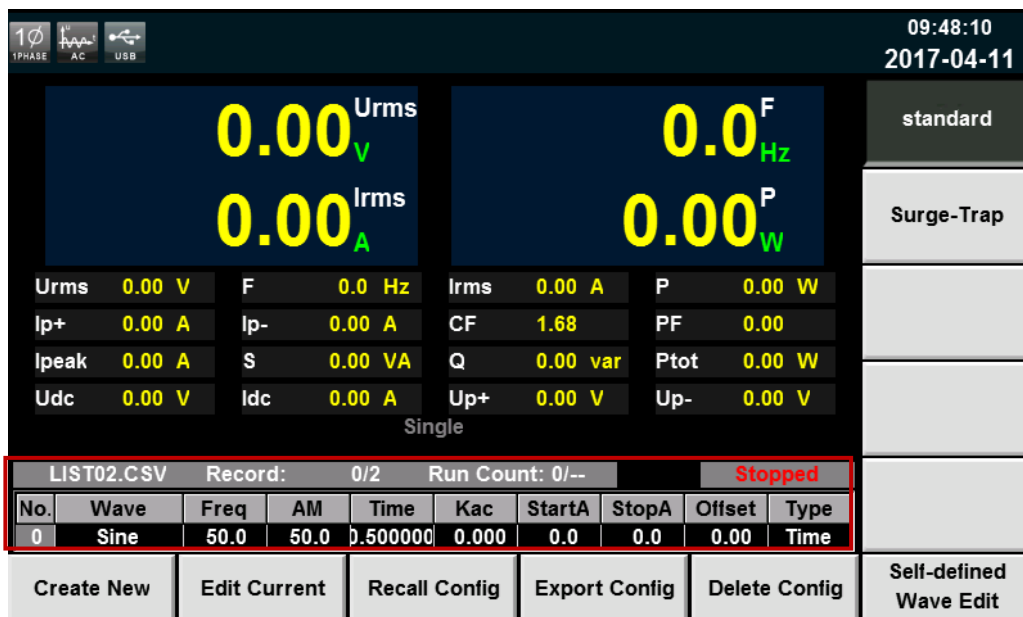 1Ø
1PHASE
u
t
AC
USB
09:48:10
2017-04-11
0.00 Urms V
0.0 F Hz
0.00 Irms A
0.00 P W
standard
Surge-Trap
Urms 0.00 V F 0.0 Hz Irms 0.00 A P 0.00 W
Ip+ 0.00 A Ip- 0.00 A CF 1.68 PF 0.00
Ipeak 0.00 A S 0.00 VA Q 0.00 var Ptot 0.00 W
Udc 0.00 V Idc 0.00 A Up+ 0.00 V Up- 0.00 V
Single
LIST02.CSV Record: 0/2 Run Count: 0/-- Stopped
No. Wave Freq AM Time Kac StartA StopA Offset Type
0 Sine 50.0 50.0 0.500000 0.000 0.0 0.0 0.00 Time
Create New Edit Current Recall Config Export Config Delete Config
Self-defined
Wave Edit